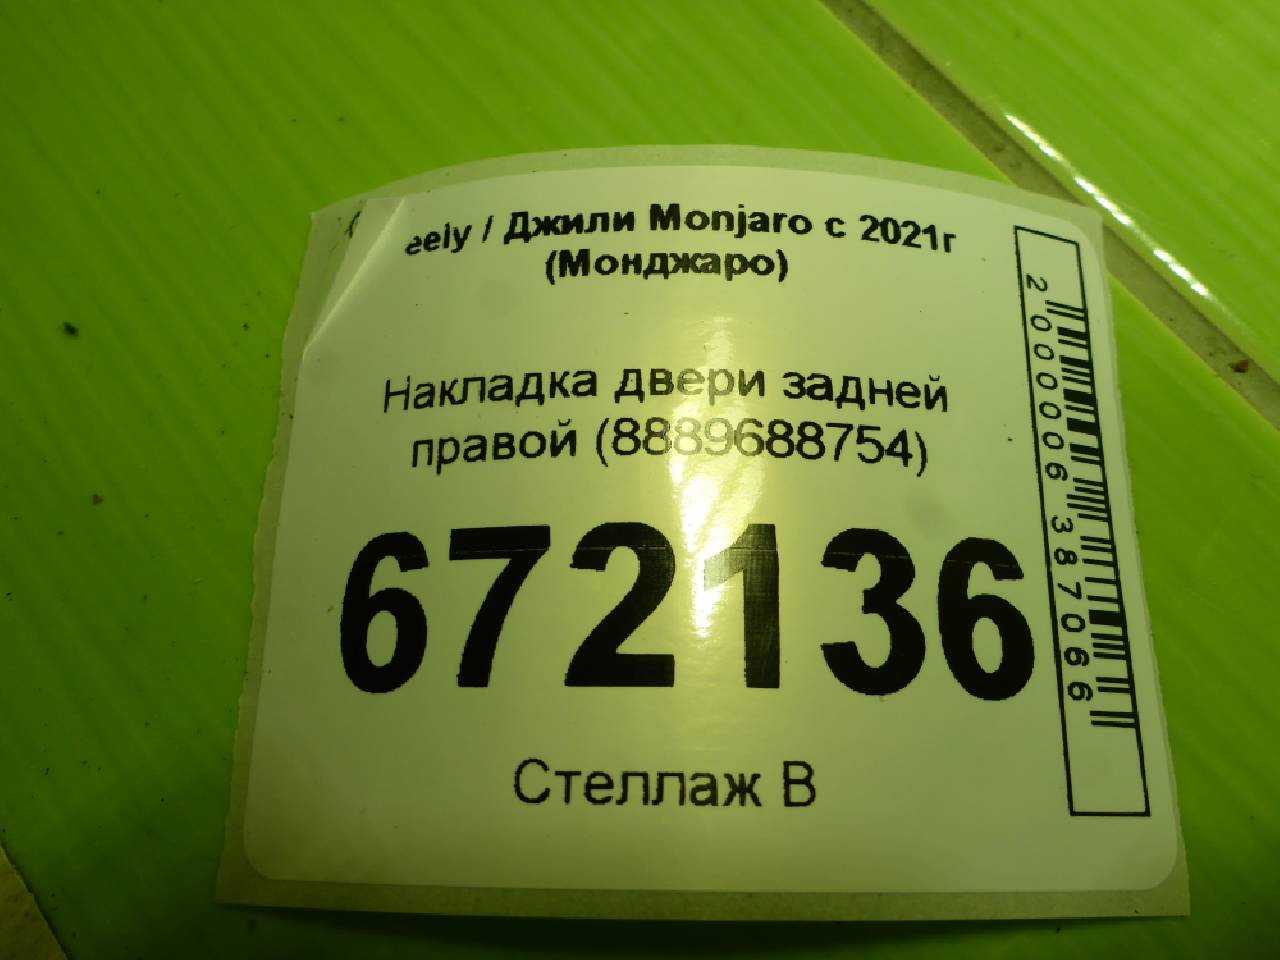 eely / Джили Monjaro с 2021г
(Монджаро)
Накладка двери задней
правой (8889688754)
672136
Стеллаж В
2000006387066